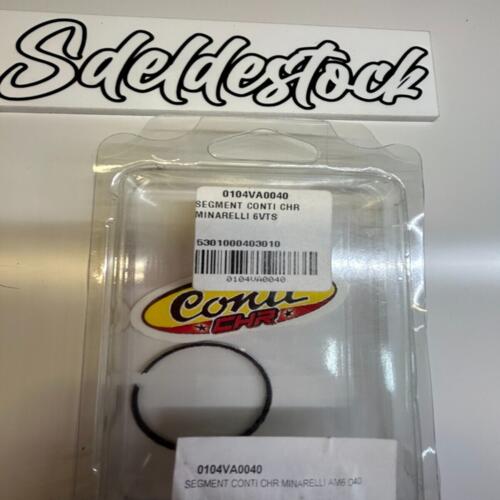 Sdeldestock
0104VA0040
SEGMENT CONTI CHR
MINARELLI 6VTS
5301000403010
0104VA0040
Conti
CHR
0104VA0040
SEGMENT CONTI CHR MINARELLI AM6 D40